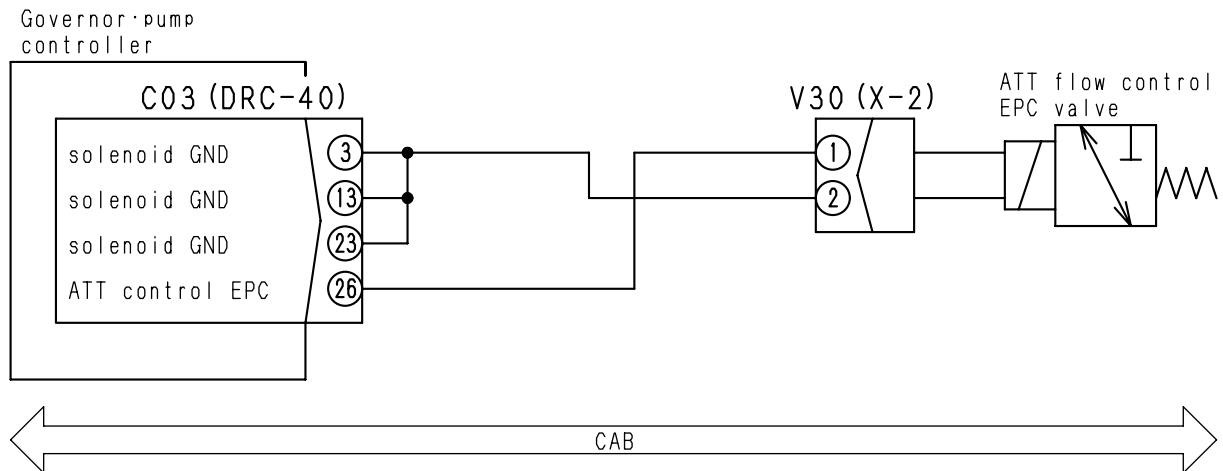 Governor·pump
controller
C03 (DRC-40)
solenoid GND
3
solenoid GND
13
solenoid GND
23
ATT control EPC
26
V30 (X-2)
1
2
ATT flow control
EPC valve
CAB